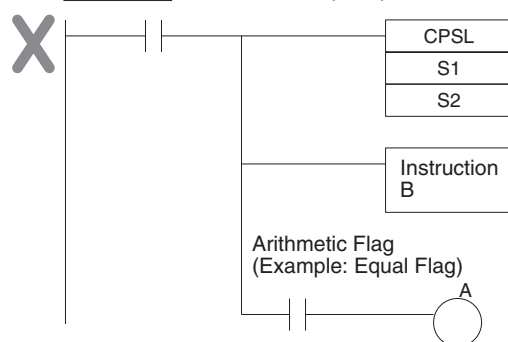 CPSL
S1
S2
Instruction
B
Arithmetic Flag
(Example: Equal Flag)
A